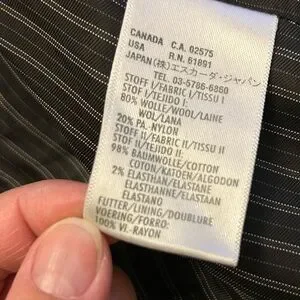 CANADA C.A. 02575
USA R.N. 81891
JAPAN(株)エスカーダ・ジャパン
TEL. 03-5786-6860
STOFF I/FABRIC I/TISSU I
STOF I/TEJIDO I:
80% WOLLE/WOOL/LAINE
WOL/LANA
20% PA.-NYLON
STOFF II/FABRIC II/TISSU II
STOF II/TEJIDO II:
98% BAUMWOLLE/COTTON
COTON/KATOEN/ALGODON
2% ELASTHAN/ELASTANE
ELASTHANNE/ELASTAAN
ELASTANO
FUTTER/LINING/DOUBLURE
VOERING/FORRO:
100% VI.-RAYON